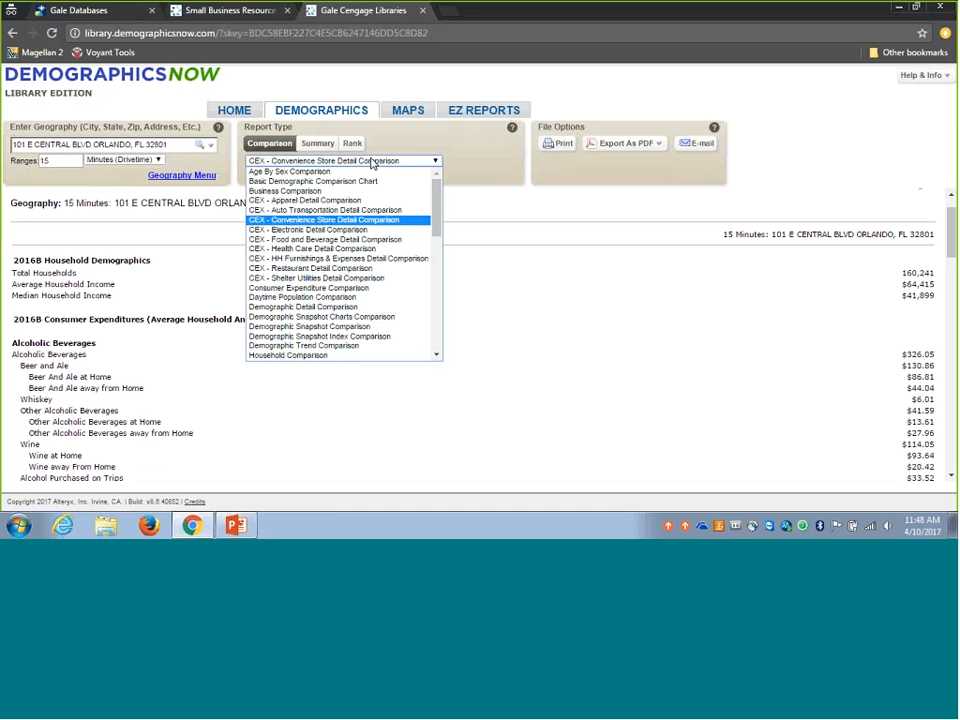 Gale Databases
Small Business Resource
Gale Cengage Libraries
library.demographicsnow.com/?skey=BDC5BEBF227C4E5CB6247146DD5C8D82
Magellan 2
Voyant Tools
Other bookmarks
DEMOGRAPHICSNOW
LIBRARY EDITION
Help & Info
HOME
DEMOGRAPHICS
MAPS
EZ REPORTS
Enter Geography (City, State, Zip, Address, Etc.)
101 E CENTRAL BLVD ORLANDO, FL 32801
Ranges: 15 Minutes (Drivetime)
Geography Menu
Report Type
Comparison
Summary
Rank
CEX - Convenience Store Detail Comparison
File Options
Print
Export As PDF
E-mail
Age By Sex Comparison
Basic Demographic Comparison Chart
Business Comparison
CEX - Apparel Detail Comparison
CEX - Auto Transportation Detail Comparison
CEX - Convenience Store Detail Comparison
CEX - Electronic Detail Comparison
CEX - Food and Beverage Detail Comparison
CEX - Health Care Detail Comparison
CEX - HH Furnishings & Expenses Detail Comparison
CEX - Restaurant Detail Comparison
CEX - Shelter Utilities Detail Comparison
Consumer Expenditure Comparison
Daytime Population Comparison
Demographic Detail Comparison
Demographic Snapshot Charts Comparison
Demographic Snapshot Comparison
Demographic Snapshot Index Comparison
Demographic Trend Comparison
Household Comparison
Geography: 15 Minutes: 101 E CENTRAL BLVD ORLAN
15 Minutes: 101 E CENTRAL BLVD ORLANDO, FL 32801
2016B Household Demographics
Total Households 160,241
Average Household Income $64,415
Median Household Income $41,899
2016B Consumer Expenditures (Average Household An
Alcoholic Beverages
Alcoholic Beverages $326.05
Beer and Ale $130.86
Beer And Ale at Home $86.81
Beer And Ale away from Home $44.04
Whiskey $6.01
Other Alcoholic Beverages $41.59
Other Alcoholic Beverages at Home $13.61
Other Alcoholic Beverages away from Home $27.96
Wine $114.05
Wine at Home $93.64
Wine away From Home $20.42
Alcohol Purchased on Trips $33.52
Copyright 2017 Alteryx, Inc. Irvine, CA. | Build: v8.6.40652 | Credits
11:48 AM
4/10/2017